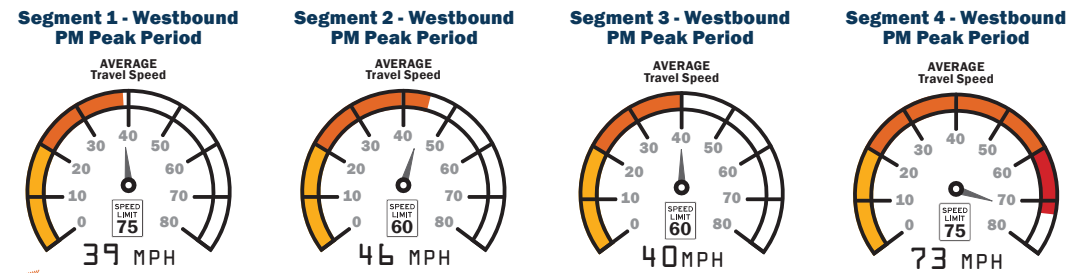 Segment 1 - Westbound
PM Peak Period
AVERAGE
Travel Speed
0
10
20
30
40
50
60
70
80
SPEED
LIMIT
75
39 MPH
Segment 2 - Westbound
PM Peak Period
AVERAGE
Travel Speed
0
10
20
30
40
50
60
70
80
SPEED
LIMIT
60
46 MPH
Segment 3 - Westbound
PM Peak Period
AVERAGE
Travel Speed
0
10
20
30
40
50
60
70
80
SPEED
LIMIT
60
40 MPH
Segment 4 - Westbound
PM Peak Period
AVERAGE
Travel Speed
0
10
20
30
40
50
60
70
80
SPEED
LIMIT
75
73 MPH